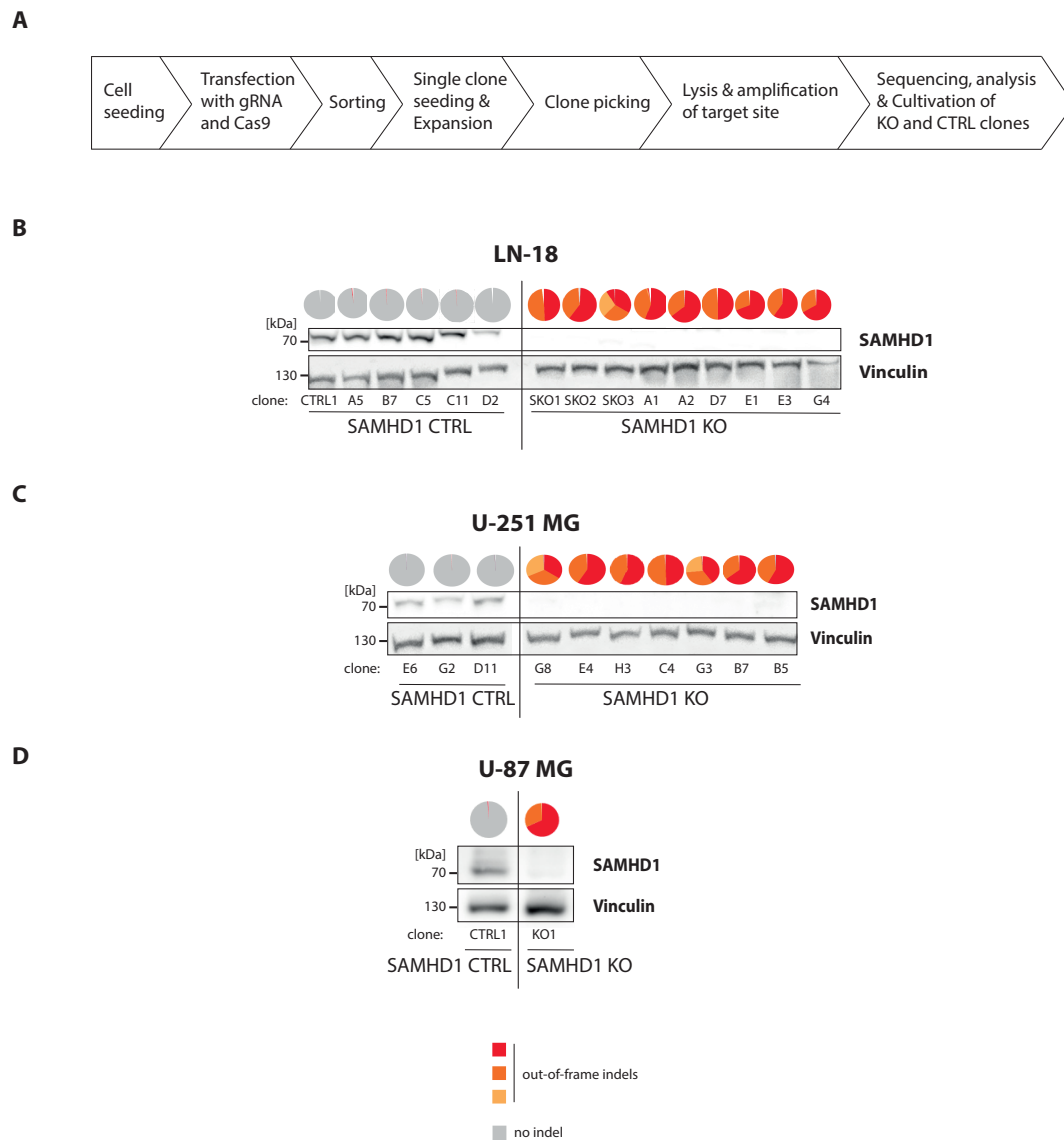 A
Cell
seeding
Transfection
with gRNA
and Cas9
Sorting
Single clone
seeding &
Expansion
Clone picking
Lysis & amplification
of target site
Sequencing, analysis
& Cultivation of
KO and CTRL clones
B
LN-18
[kDa]
70
SAMHD1
130
Vinculin
clone: CTRL1 A5 B7 C5 C11 D2 SKO1 SKO2 SKO3 A1 A2 D7 E1 E3 G4
SAMHD1 CTRL SAMHD1 KO
C
U-251 MG
[kDa]
70
SAMHD1
130
Vinculin
clone: E6 G2 D11 G8 E4 H3 C4 G3 B7 B5
SAMHD1 CTRL SAMHD1 KO
D
U-87 MG
[kDa]
70
SAMHD1
130
Vinculin
clone: CTRL1 KO1
SAMHD1 CTRL SAMHD1 KO
out-of-frame indels
no indel